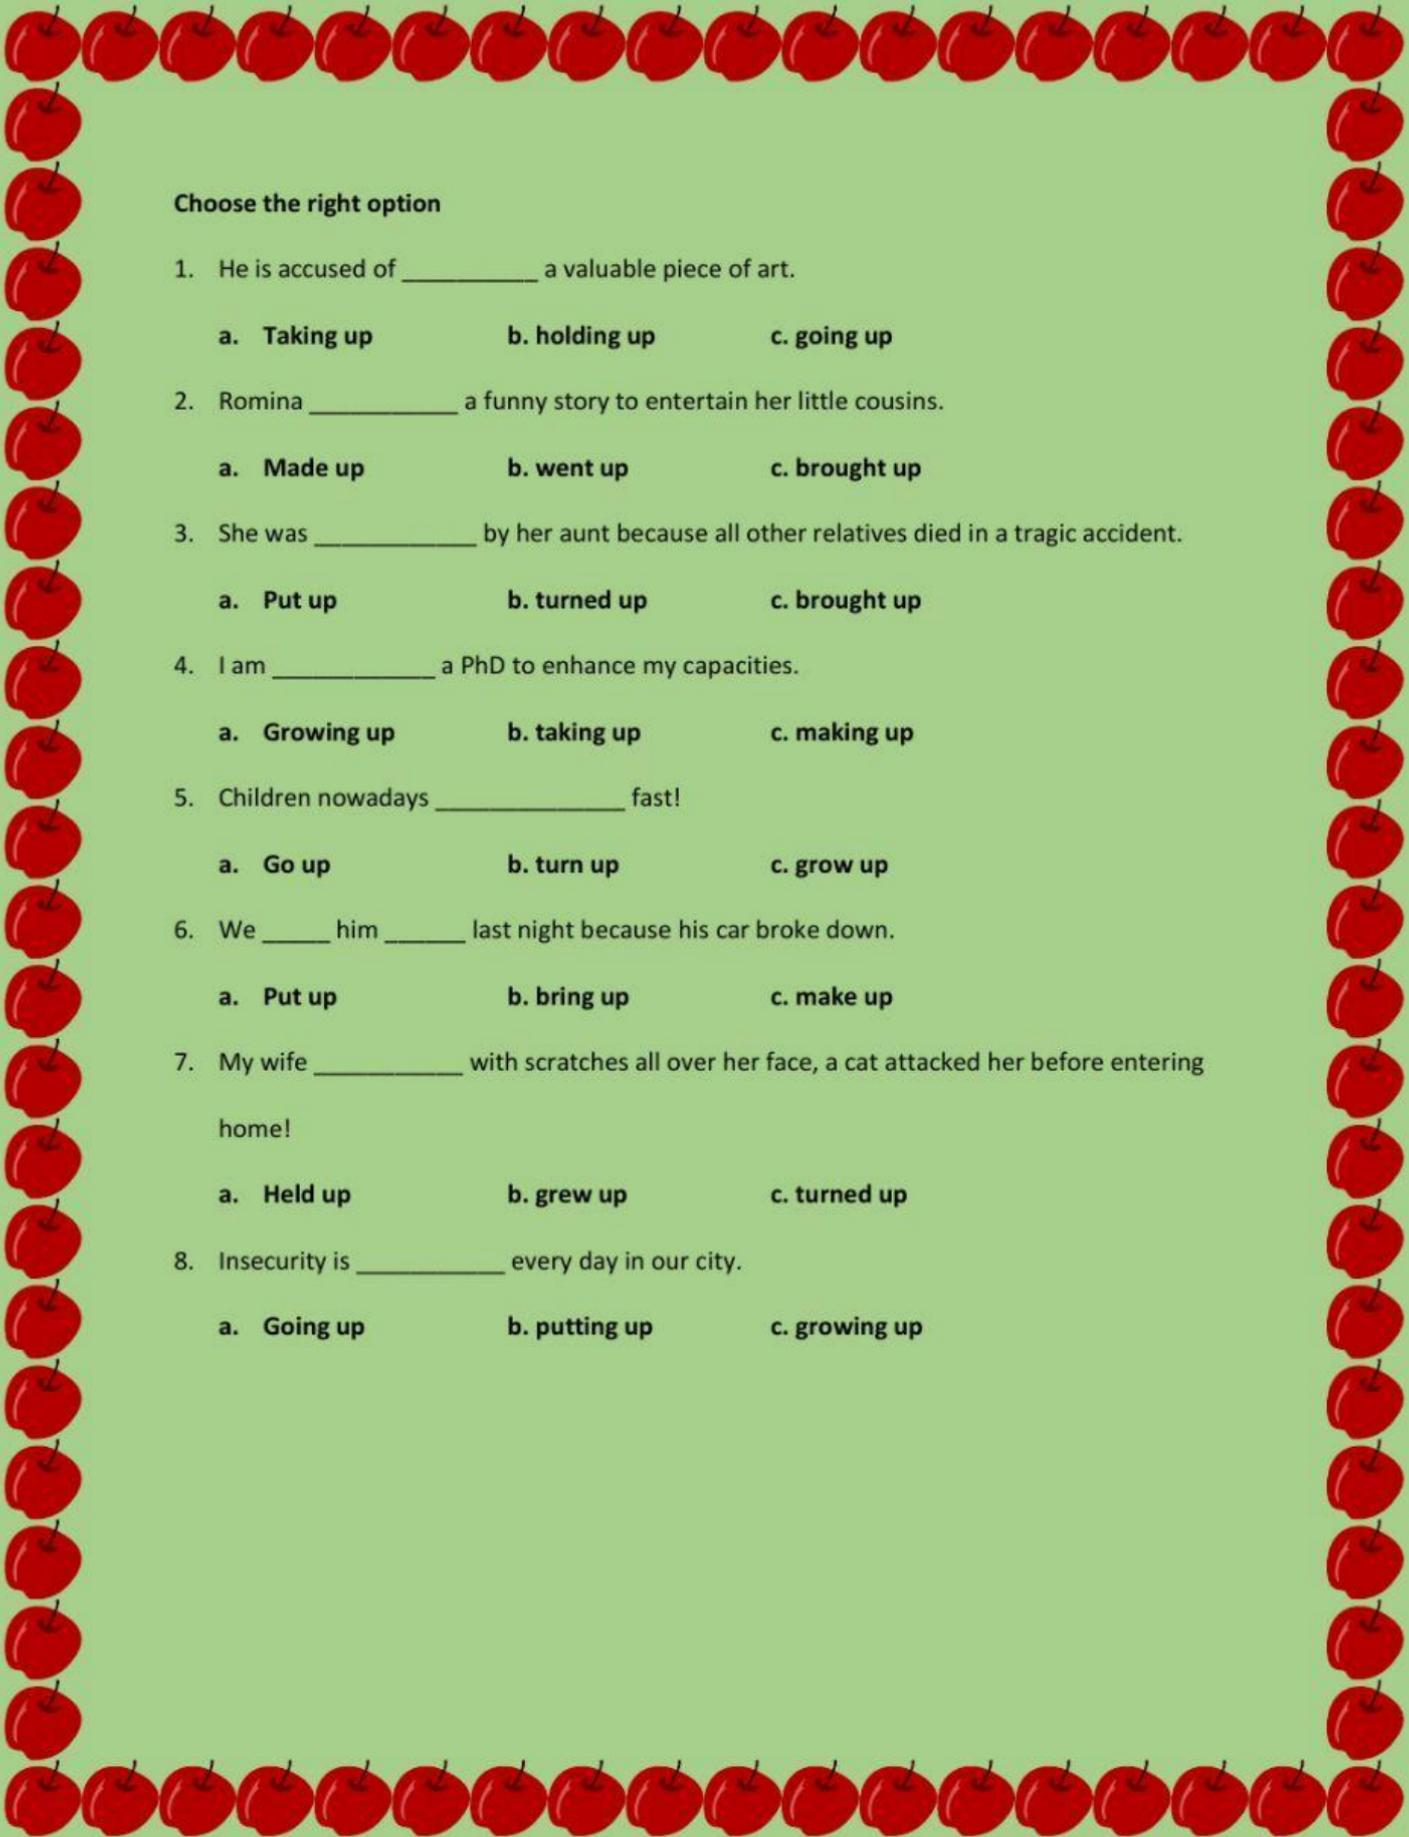 Choose the right option
1. He is accused of __________ a valuable piece of art.
a. Taking up b. holding up c. going up
2. Romina ___________ a funny story to entertain her little cousins.
a. Made up b. went up c. brought up
3. She was ____________ by her aunt because all other relatives died in a tragic accident.
a. Put up b. turned up c. brought up
4. I am ____________ a PhD to enhance my capacities.
a. Growing up b. taking up c. making up
5. Children nowadays ______________ fast!
a. Go up b. turn up c. grow up
6. We _____ him ______ last night because his car broke down.
a. Put up b. bring up c. make up
7. My wife ___________ with scratches all over her face, a cat attacked her before entering
home!
a. Held up b. grew up c. turned up
8. Insecurity is ___________ every day in our city.
a. Going up b. putting up c. growing up